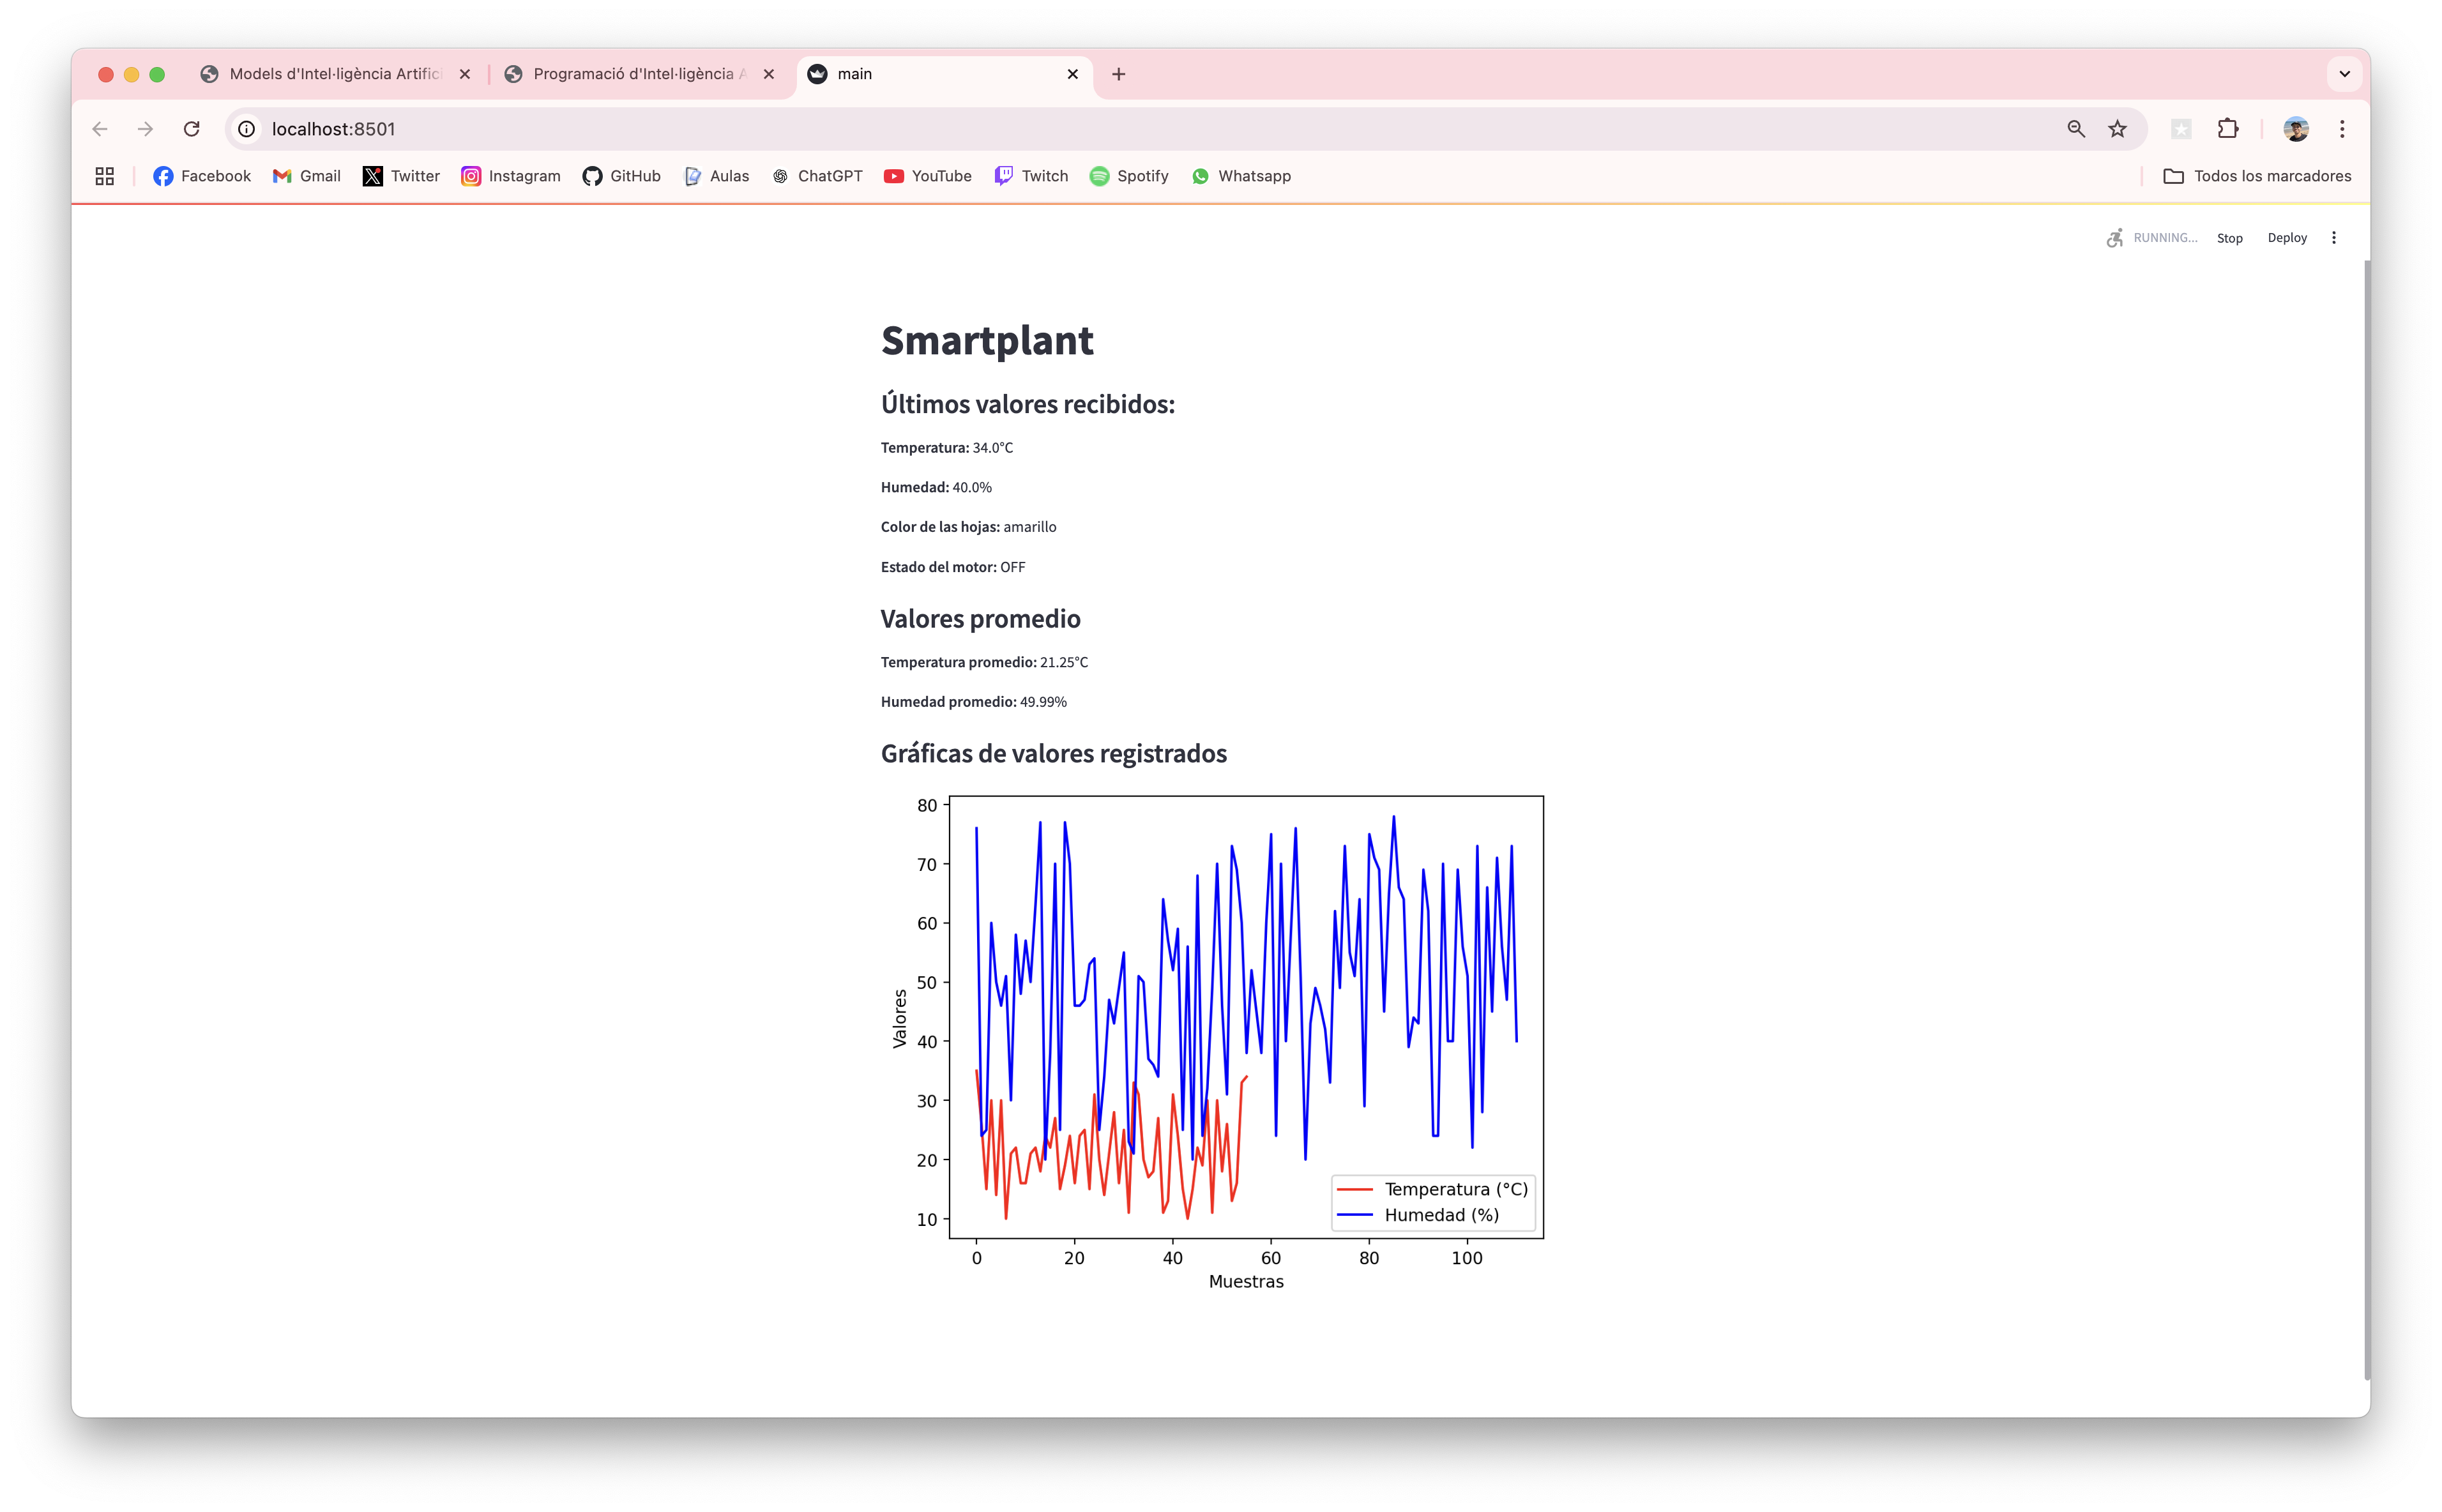 Models d'Intel·ligència Artifici
Programació d'Intel·ligència A
main
localhost:8501
Facebook
Gmail
Twitter
Instagram
GitHub
Aulas
ChatGPT
YouTube
Twitch
Spotify
Whatsapp
Todos los marcadores
RUNNING...
Stop
Deploy
Smartplant
Últimos valores recibidos:
Temperatura: 34.0°C
Humedad: 40.0%
Color de las hojas: amarillo
Estado del motor: OFF
Valores promedio
Temperatura promedio: 21.25°C
Humedad promedio: 49.99%
Gráficas de valores registrados
80
70
60
50
40
30
20
10
Valores
Temperatura (°C)
Humedad (%)
0 20 40 60 80 100
Muestras